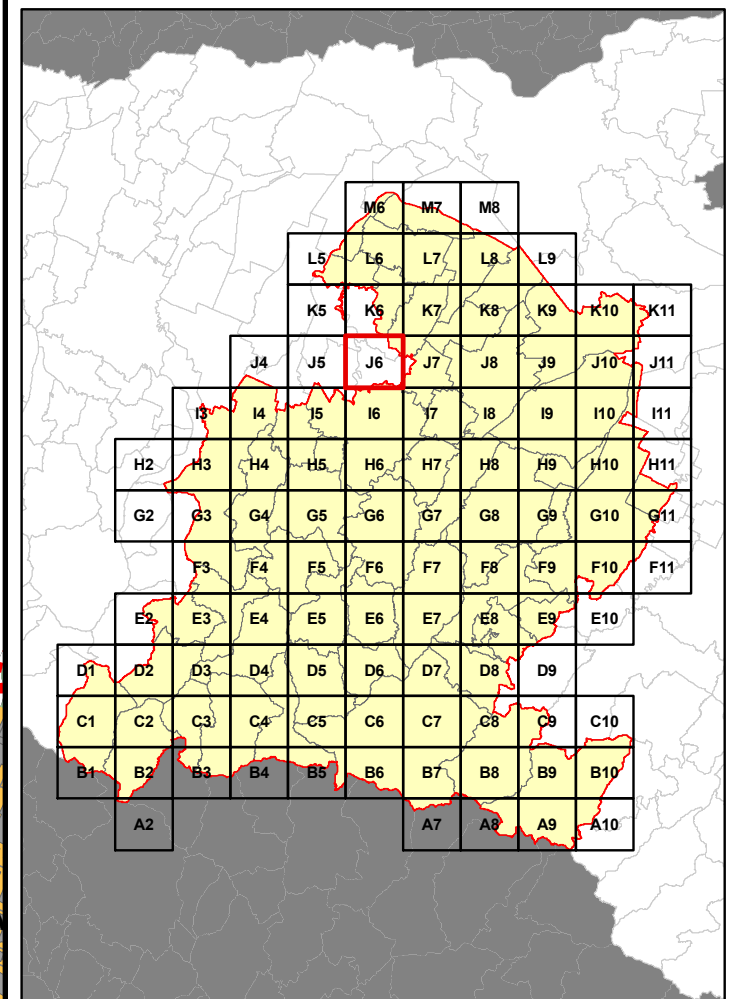 M6 M7 M8
L5 L6 L7 L8 L9
K5 K6 K7 K8 K9 K10 K11
J4 J5 J6 J7 J8 J9 J10 J11
I3 I4 I5 I6 I7 I8 I9 I10 I11
H2 H3 H4 H5 H6 H7 H8 H9 H10 H11
G2 G3 G4 G5 G6 G7 G8 G9 G10 G11
F3 F4 F5 F6 F7 F8 F9 F10 F11
E2 E3 E4 E5 E6 E7 E8 E9 E10
D1 D2 D3 D4 D5 D6 D7 D8 D9
C1 C2 C3 C4 C5 C6 C7 C8 C9 C10
B1 B2 B3 B4 B5 B6 B7 B8 B9 B10
A2 A7 A8 A9 A10